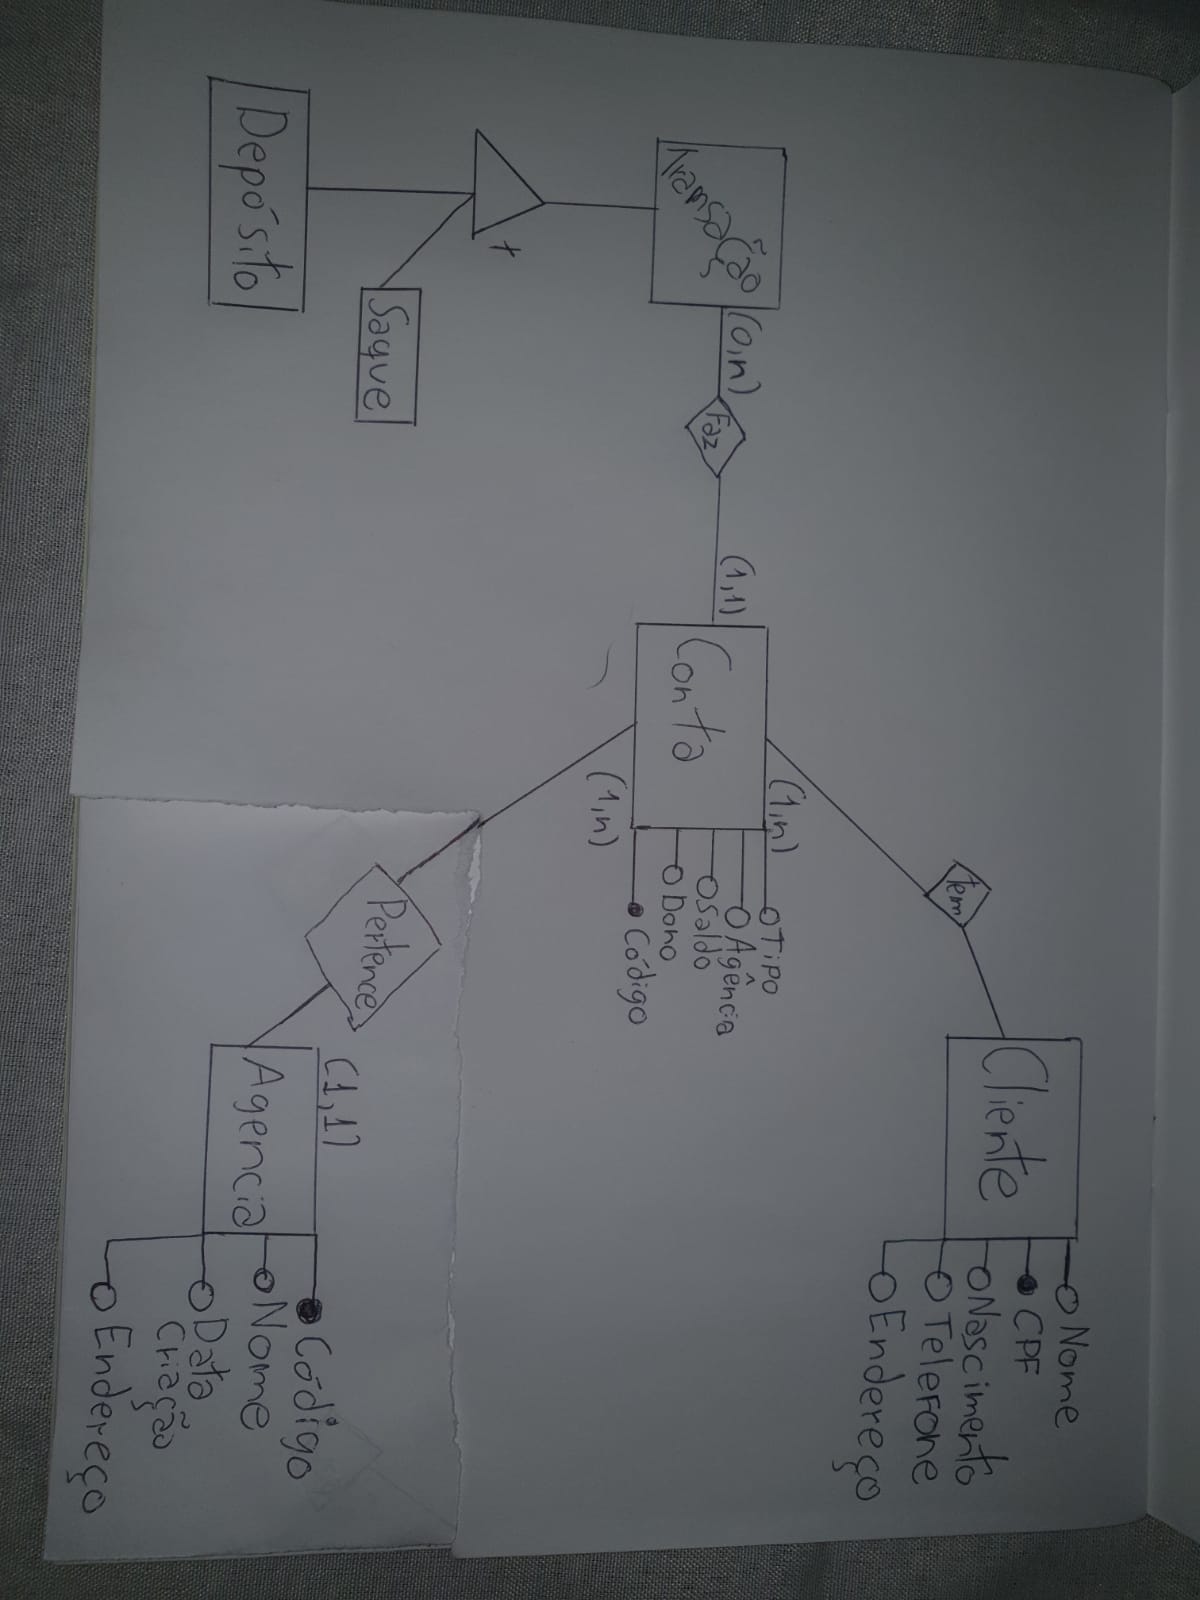 Nome
CPF
Cliente
Nascimento
Telefone
Endereço
tem
(1,n)
Tipo
Agência
Saldo
Dono
Código
Transação
(0,n)
Faz
(1,1)
Conta
(1,n)
t
Saque
Depósito
Pertence
(1,1)
Agencia
Código
Nome
Data
Criação
Endereço